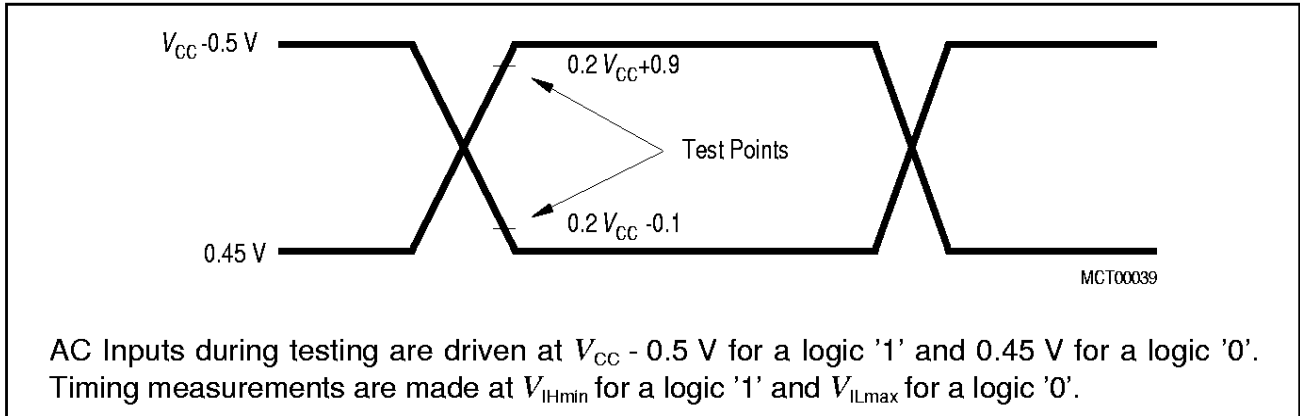 V_CC -0.5 V
0.2 V_CC+0.9
Test Points
0.2 V_CC -0.1
0.45 V
MCT00039
AC Inputs during testing are driven at V_CC - 0.5 V for a logic '1' and 0.45 V for a logic '0'.
Timing measurements are made at V_IHmin for a logic '1' and V_ILmax for a logic '0'.